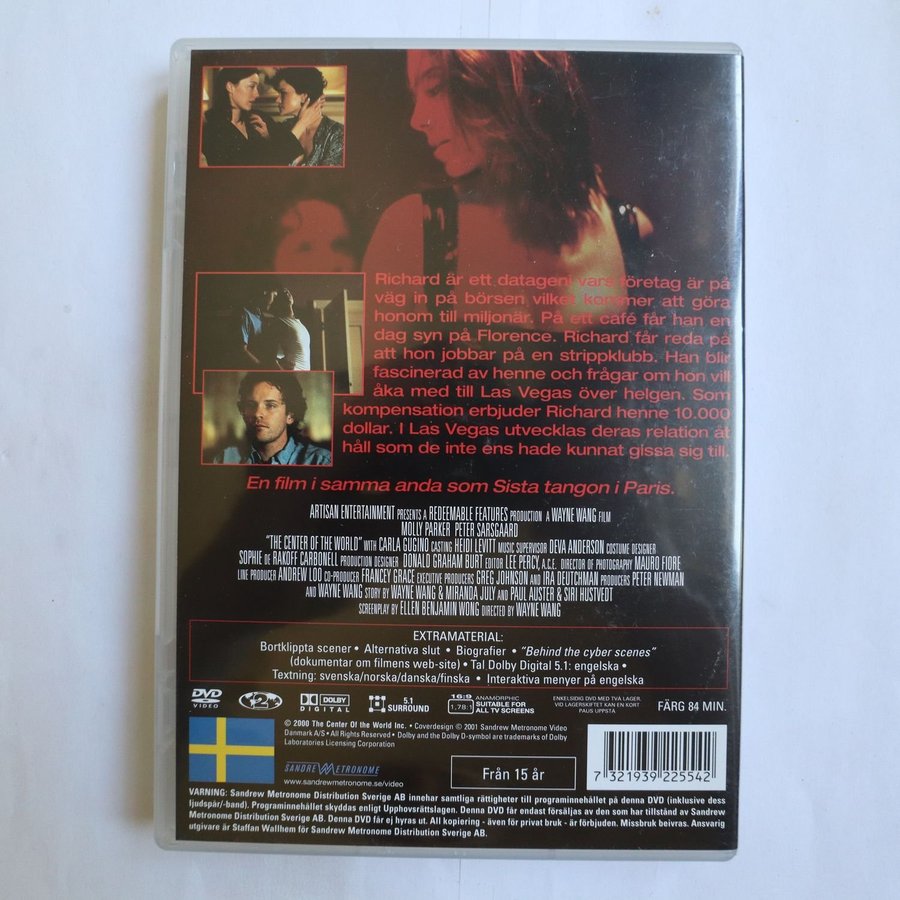 Richard är ett datageni vars företag är på
väg in på börsen vilket kommer att göra
honom till miljonär. På ett café får han en
dag syn på Florence. Richard får reda på
att hon jobbar på en strippklubb. Han blir
fascinerad av henne och frågar om hon vill
åka med till Las Vegas över helgen. Som
kompensation erbjuder Richard henne 10.000
dollar. I Las Vegas utvecklas deras relation åt
håll som de inte ens hade kunnat gissa sig till.
En film i samma anda som Sista tangon i Paris.
ARTISAN ENTERTAINMENT PRESENTS A REDEEMABLE FEATURES PRODUCTION A WAYNE WANG FILM
MOLLY PARKER PETER SARSGAARD
"THE CENTER OF THE WORLD" WITH CARLA GUGINO CASTING HEIDI LEVITT MUSIC SUPERVISOR DEVA ANDERSON COSTUME DESIGNER
SOPHIE DE RAKOFF CARBONELL PRODUCTION DESIGNER DONALD GRAHAM BURT EDITOR LEE PERCY, A.C.E. DIRECTOR OF PHOTOGRAPHY MAURO FIORE
LINE PRODUCER ANDREW LOO CO-PRODUCER FRANCEY GRACE EXECUTIVE PRODUCERS GREG JOHNSON AND IRA DEUTCHMAN PRODUCERS PETER NEWMAN
AND WAYNE WANG STORY BY WAYNE WANG & MIRANDA JULY AND PAUL AUSTER & SIRI HUSTVEDT
SCREENPLAY BY ELLEN BENJAMIN WONG DIRECTED BY WAYNE WANG
EXTRAMATERIAL:
Bortklippta scener • Alternativa slut • Biografier • "Behind the cyber scenes"
(dokumentar om filmens web-site) • Tal Dolby Digital 5.1: engelska •
Textning: svenska/norska/danska/finska • Interaktiva menyer på engelska
DVD VIDEO
2
DOLBY DIGITAL
5.1 SURROUND
16:9 1,78:1
ANAMORPHIC
SUITABLE FOR
ALL TV SCREENS
ENKELSIDIG DVD MED TVÅ LAGER.
VID LAGERSKIFTET KAN EN KORT
PAUS UPPSTÅ
FÄRG 84 MIN.
© 2000 The Center Of the World Inc. • Coverdesign © 2001 Sandrew Metronome Video
Danmark A/S • All Rights Reserved • Dolby and the Dolby D-symbol are trademarks of Dolby
Laboratories Licensing Corporation
SANDREW METRONOME
www.sandrewmetronome.se/video
Från 15 år
7 321939 225542
VARNING: Sandrew Metronome Distribution Sverige AB innehar samtliga rättigheter till programinnehållet på denna DVD (inklusive dess
ljudspår/-band). Programinnehållet skyddas enligt Upphovsrättslagen. Denna DVD får endast försäljas av den som har tillstånd av Sandrew
Metronome Distribution Sverige AB. Denna DVD får ej hyras ut. All kopiering - även för privat bruk - är förbjuden. Missbruk beivras. Ansvarig
utgivare är Staffan Wallhem för Sandrew Metronome Distribution Sverige AB.